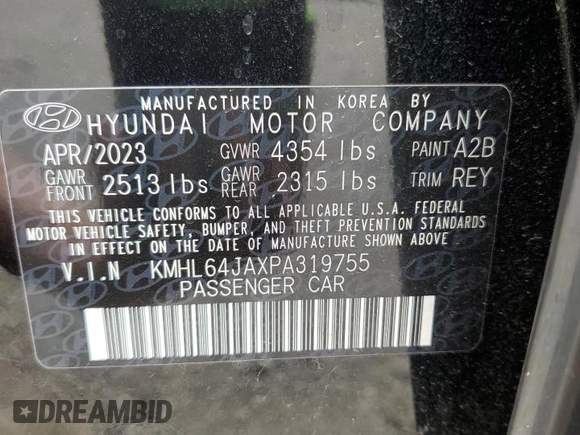 MANUFACTURED IN KOREA BY
HYUNDAI MOTOR COMPANY
APR/2023 GVWR 4354 lbs PAINT A2B
GAWR FRONT 2513 lbs GAWR REAR 2315 lbs TRIM REY
THIS VEHICLE CONFORMS TO ALL APPLICABLE U.S.A. FEDERAL
MOTOR VEHICLE SAFETY, BUMPER, AND THEFT PREVENTION STANDARDS
IN EFFECT ON THE DATE OF MANUFACTURE SHOWN ABOVE.
V.I.N KMHL64JAXPA319755
PASSENGER CAR
DREAMBID